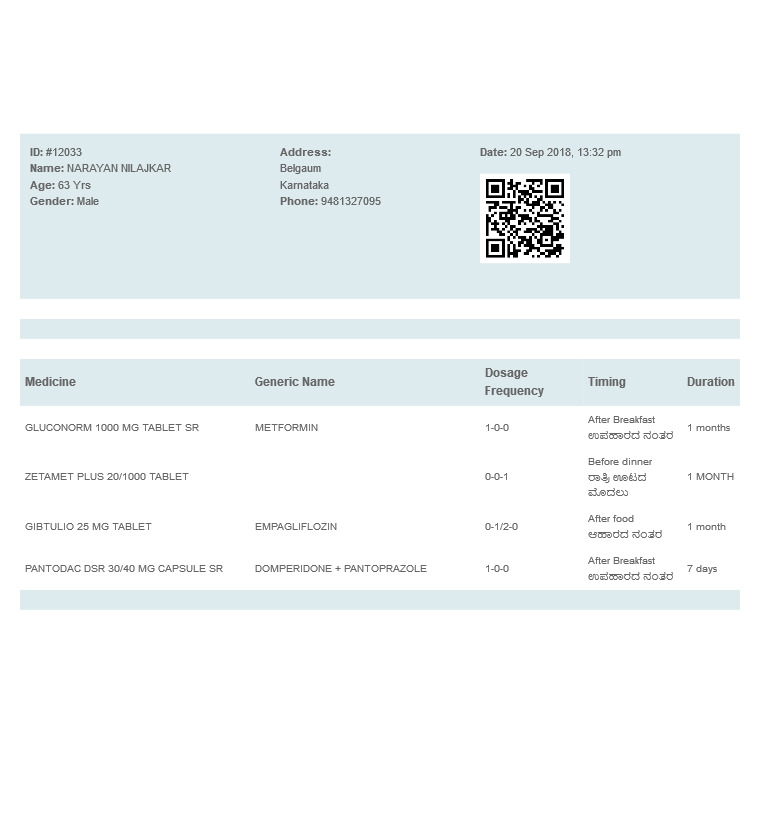 ID: #12033
Name: NARAYAN NILAJKAR
Age: 63 Yrs
Gender: Male
Address:
Belgaum
Karnataka
Phone: 9481327095
Date: 20 Sep 2018, 13:32 pm
Medicine Generic Name Dosage Frequency Timing Duration
GLUCONORM 1000 MG TABLET SR METFORMIN 1-0-0 After Breakfast 1 months
ಉಪಹಾರದ ನಂತರ
ZETAMET PLUS 20/1000 TABLET 0-0-1 Before dinner 1 MONTH
ರಾತ್ರಿ ಊಟದ
ಮೊದಲು
GIBTULIO 25 MG TABLET EMPAGLIFLOZIN 0-1/2-0 After food 1 month
ಆಹಾರದ ನಂತರ
PANTODAC DSR 30/40 MG CAPSULE SR DOMPERIDONE + PANTOPRAZOLE 1-0-0 After Breakfast 7 days
ಉಪಹಾರದ ನಂತರ